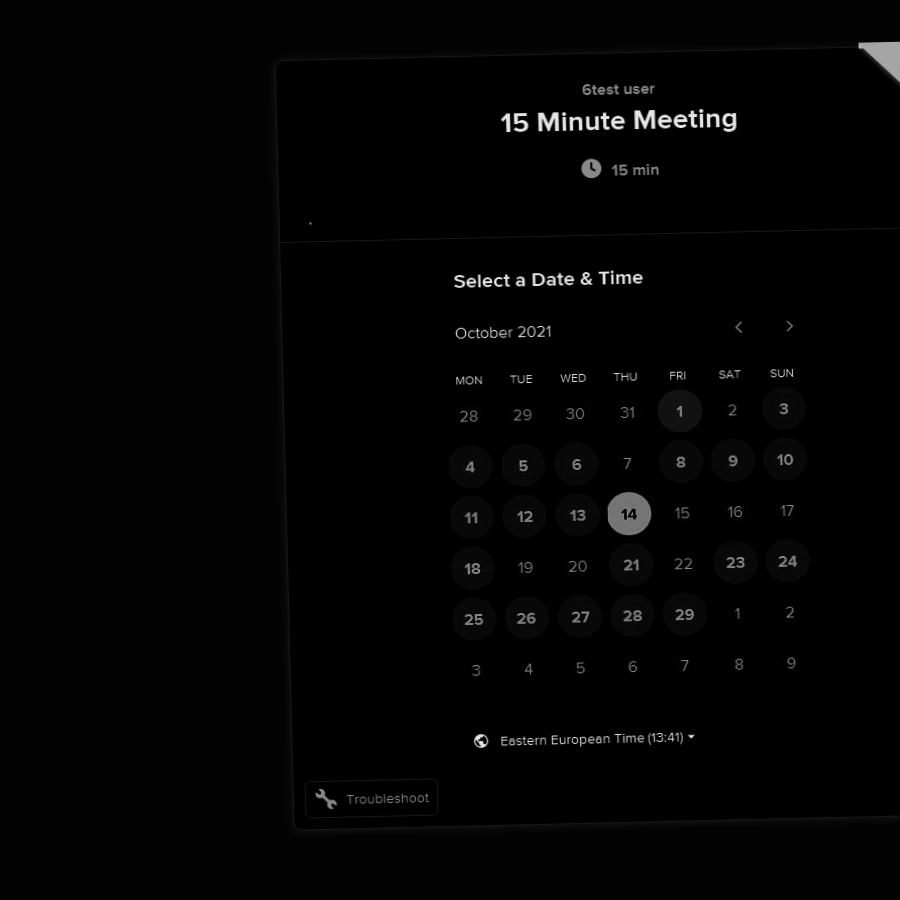 6test user
15 Minute Meeting
15 min
Select a Date & Time
October 2021
MON TUE WED THU FRI SAT SUN
28 29 30 31 1 2 3
4 5 6 7 8 9 10
11 12 13 14 15 16 17
18 19 20 21 22 23 24
25 26 27 28 29 1 2
3 4 5 6 7 8 9
Eastern European Time (13:41)
Troubleshoot